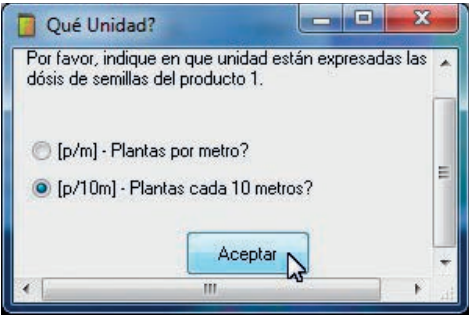 Qué Unidad?
Por favor, indique en que unidad están expresadas las
dósis de semillas del producto 1.
[p/m] - Plantas por metro?
[p/10m] - Plantas cada 10 metros?
Aceptar